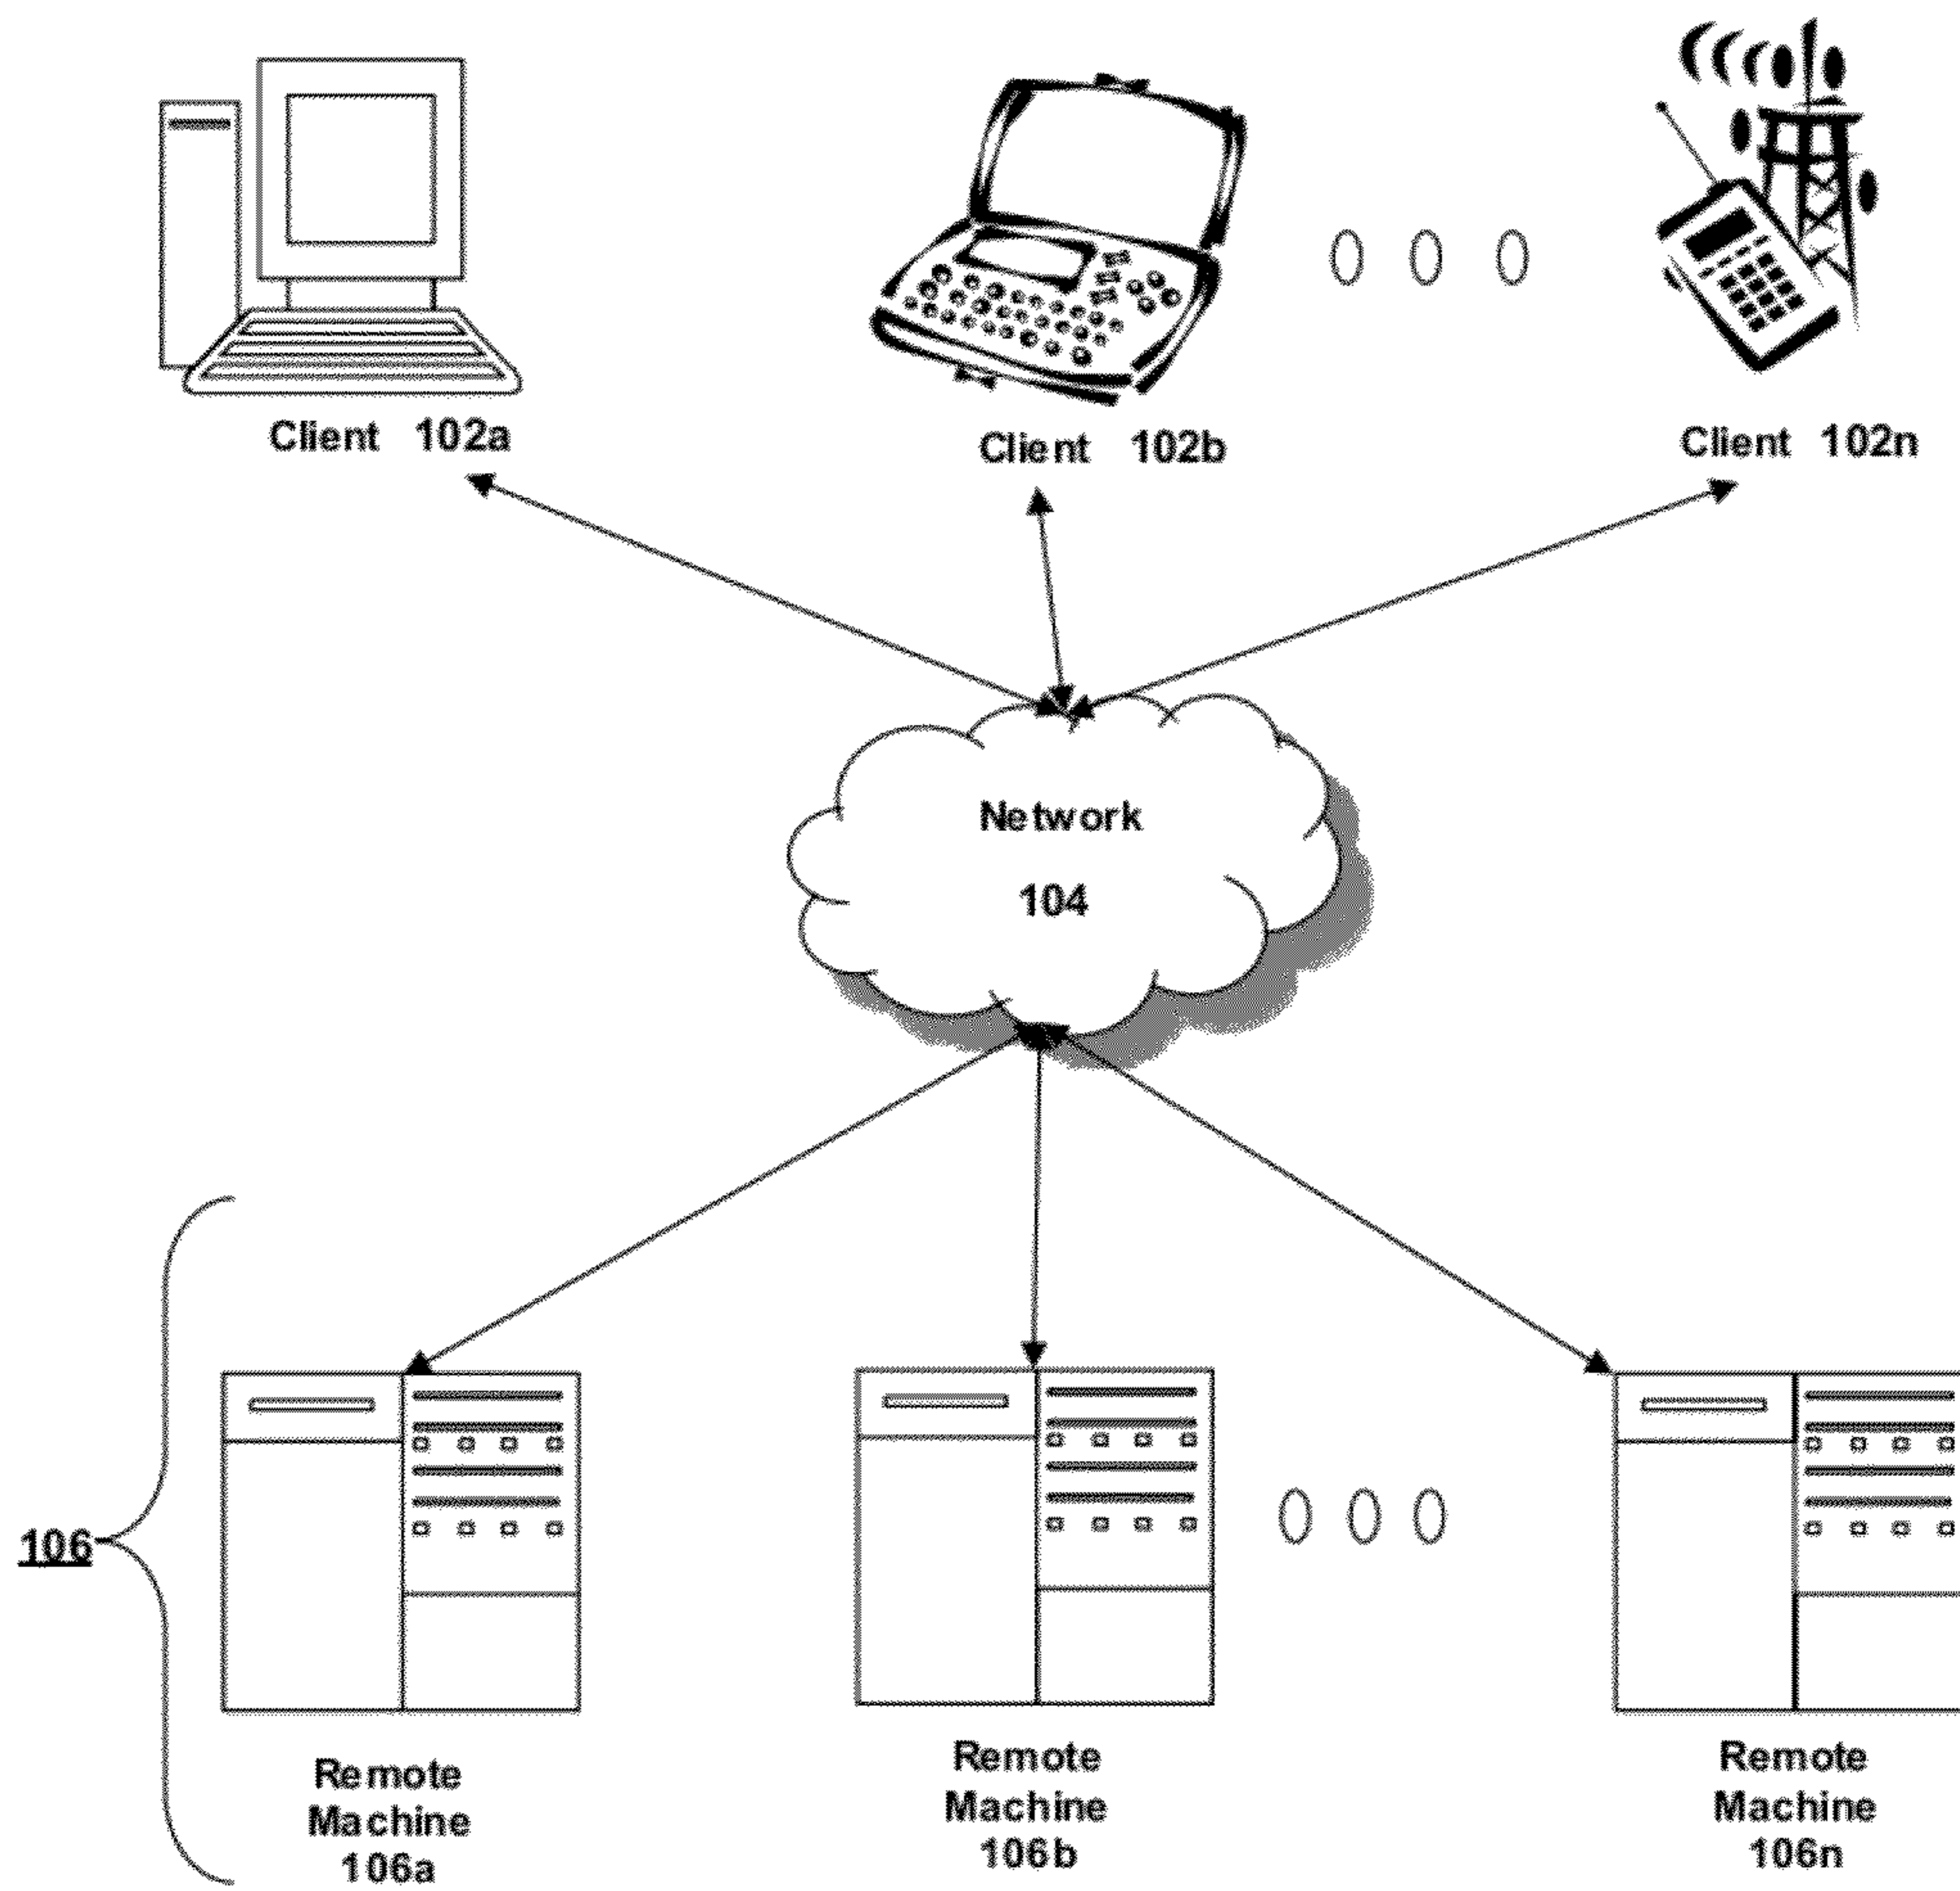 Client 102a
Client 102b
Client 102n
Network
104
106
Remote
Machine
106a
Remote
Machine
106b
Remote
Machine
106n